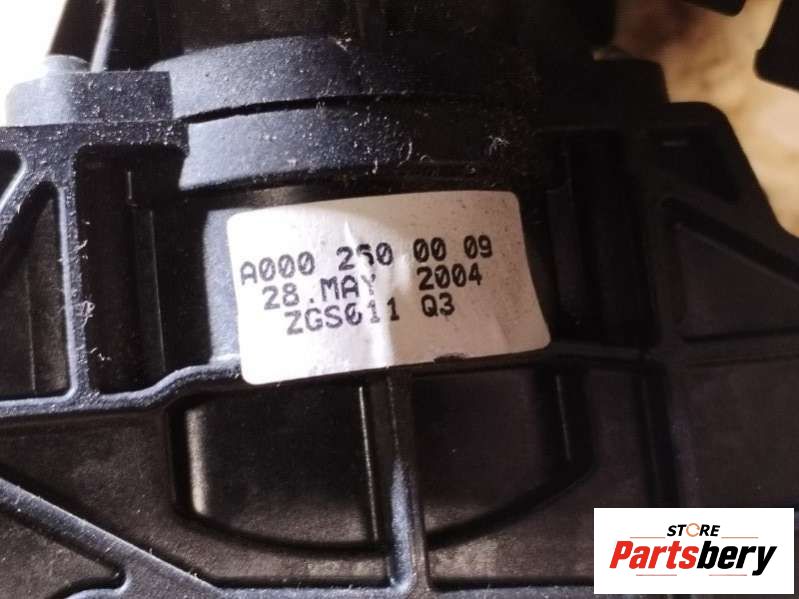 A000 260 00 09
28.MAY 2004
ZGS011 Q3
STORE
Partsbery